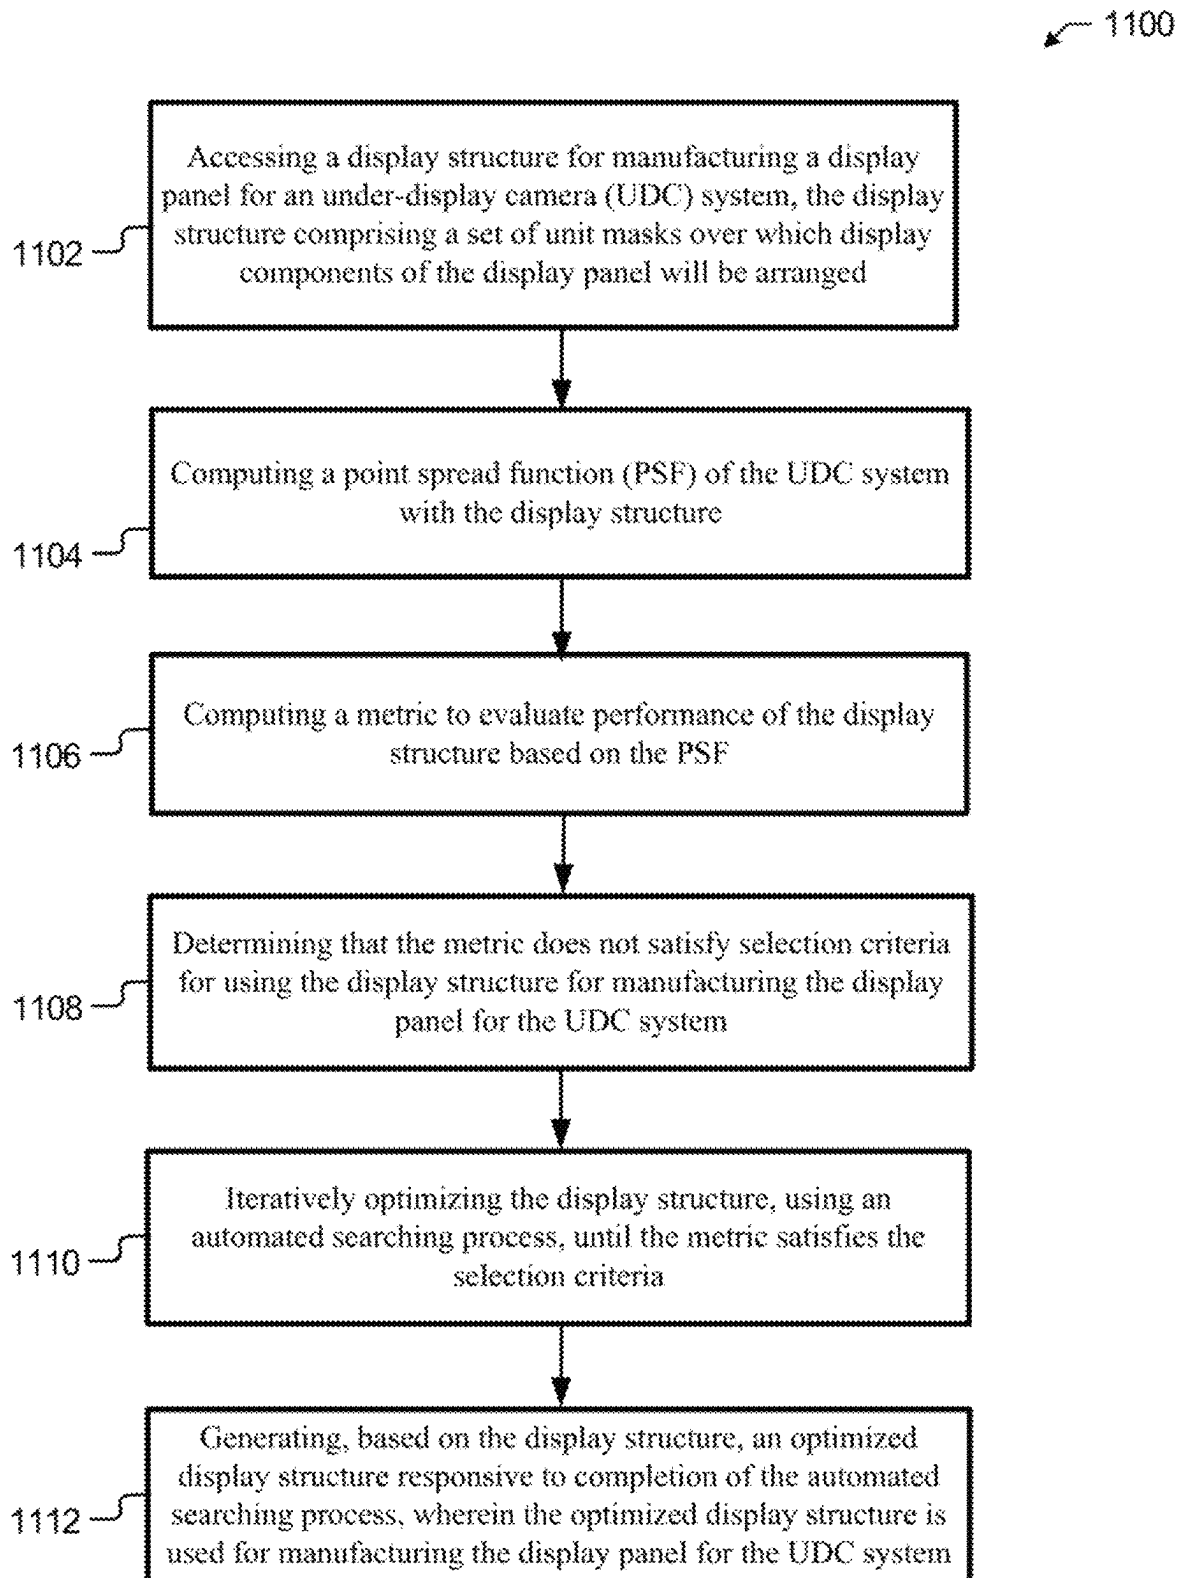 1100
Accessing a display structure for manufacturing a display
panel for an under-display camera (UDC) system, the display
structure comprising a set of unit masks over which display
components of the display panel will be arranged
1102
Computing a point spread function (PSF) of the UDC system
with the display structure
1104
Computing a metric to evaluate performance of the display
structure based on the PSF
1106
Determining that the metric does not satisfy selection criteria
for using the display structure for manufacturing the display
panel for the UDC system
1108
Iteratively optimizing the display structure, using an
automated searching process, until the metric satisfies the
selection criteria
1110
Generating, based on the display structure, an optimized
display structure responsive to completion of the automated
searching process, wherein the optimized display structure is
used for manufacturing the display panel for the UDC system
1112